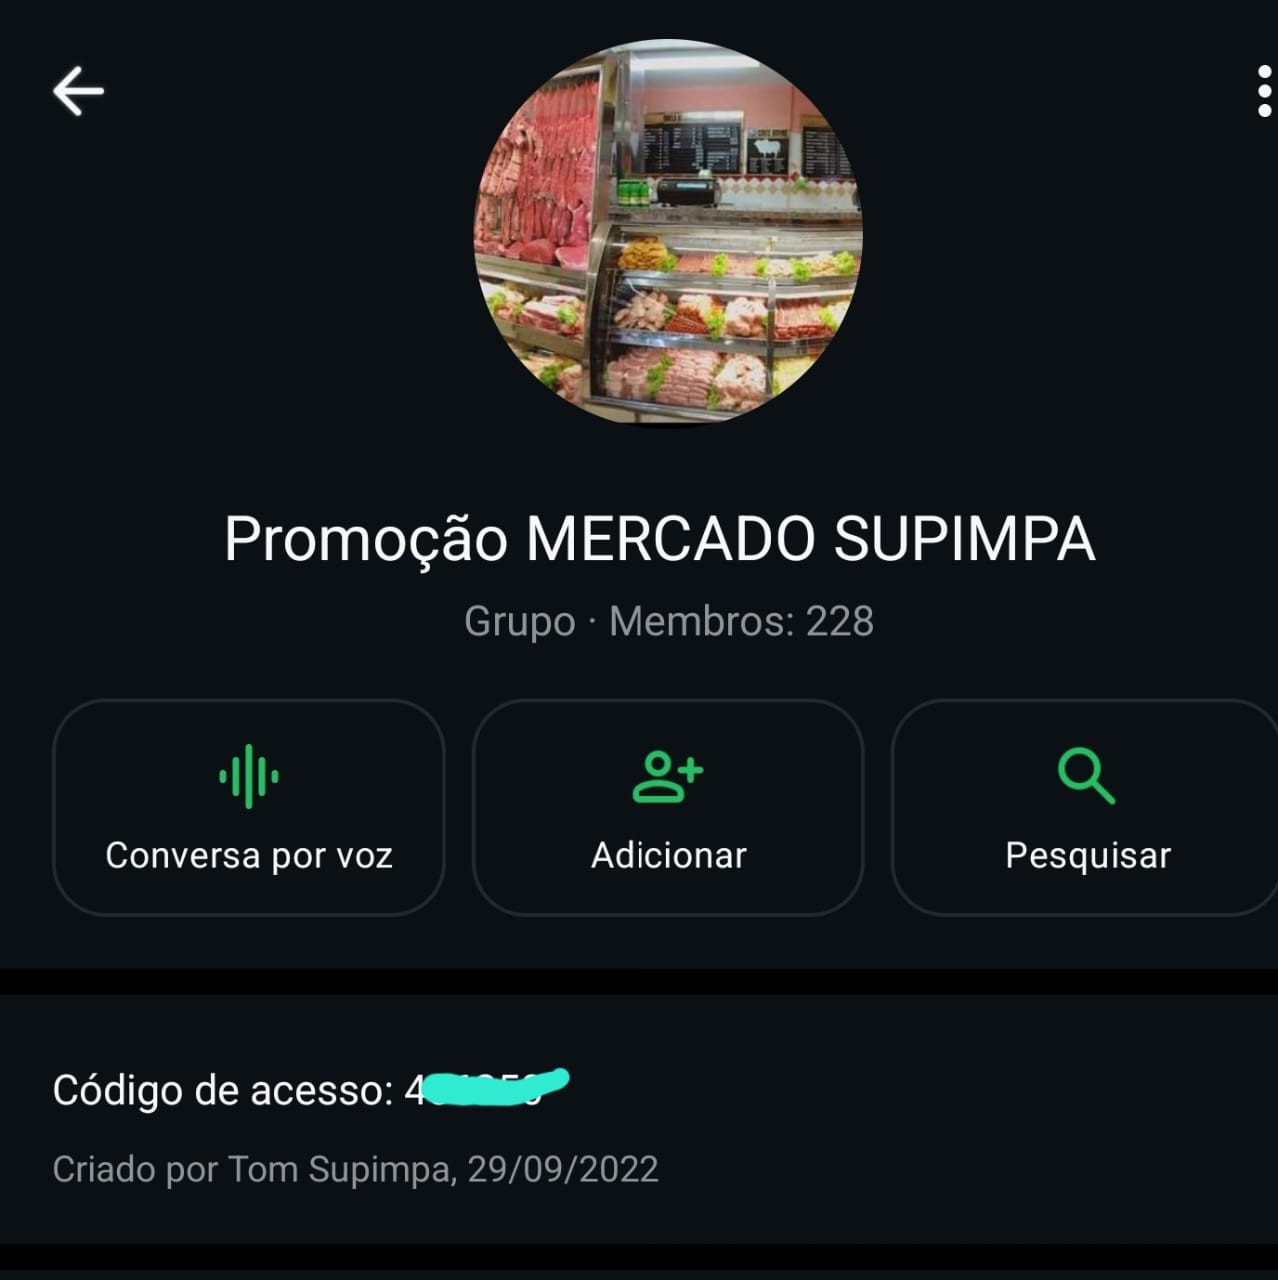 Promoção MERCADO SUPIMPA
Grupo · Membros: 228
Conversa por voz
Adicionar
Pesquisar
Código de acesso: 4
Criado por Tom Supimpa, 29/09/2022